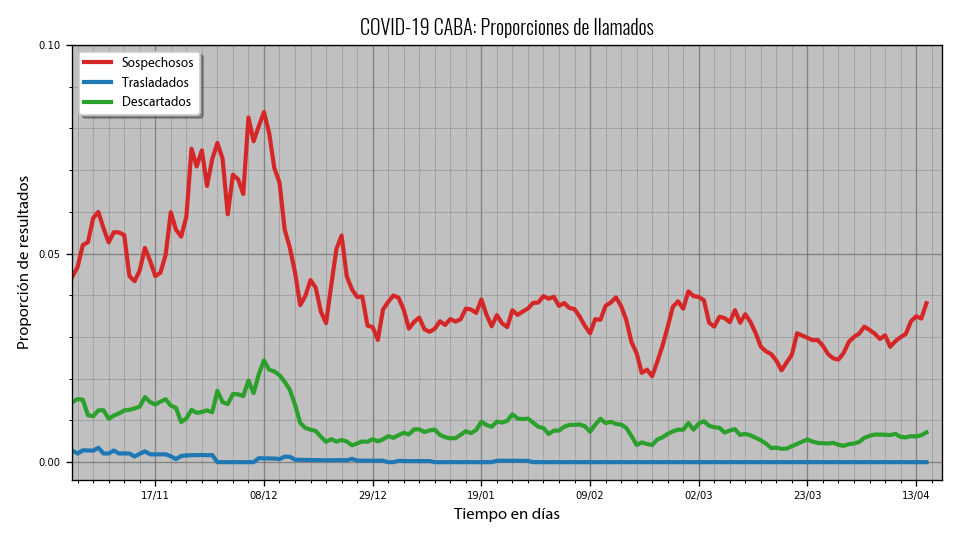 COVID-19 CABA: Proporciones de llamados
0.10
Sospechosos
Trasladados
Descartados
Proporción de resultados
0.05
0.00
17/11 08/12 29/12 19/01 09/02 02/03 23/03 13/04
Tiempo en días